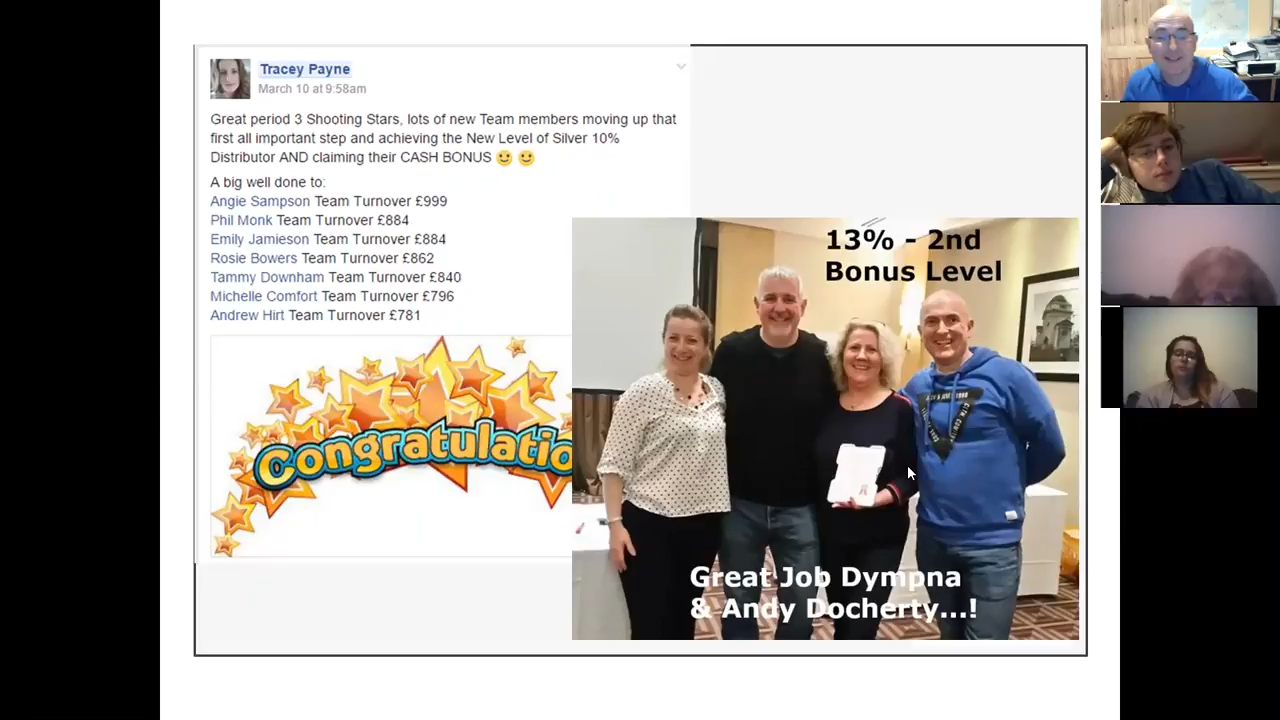 Tracey Payne
March 10 at 9:58am
Great period 3 Shooting Stars, lots of new Team members moving up that
first all important step and achieving the New Level of Silver 10%
Distributor AND claiming their CASH BONUS
A big well done to:
Angie Sampson Team Turnover £999
Phil Monk Team Turnover £884
Emily Jamieson Team Turnover £884
Rosie Bowers Team Turnover £862
Tammy Downham Team Turnover £840
Michelle Comfort Team Turnover £796
Andrew Hirt Team Turnover £781
Congratulatio
13% - 2nd
Bonus Level
Great Job Dympna
& Andy Docherty...!